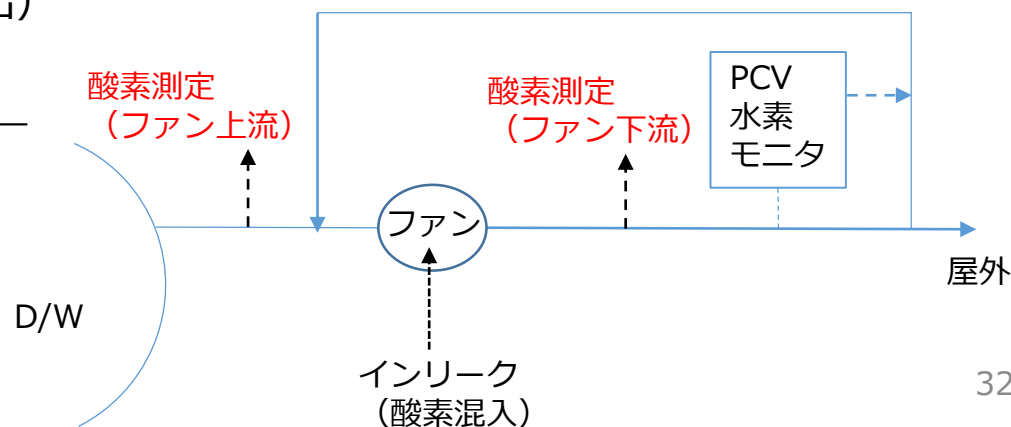 酸素測定
（ファン上流）
酸素測定
（ファン下流）
PCV
水素
モニタ
ファン
屋外
D/W
インリーク
（酸素混入）
32